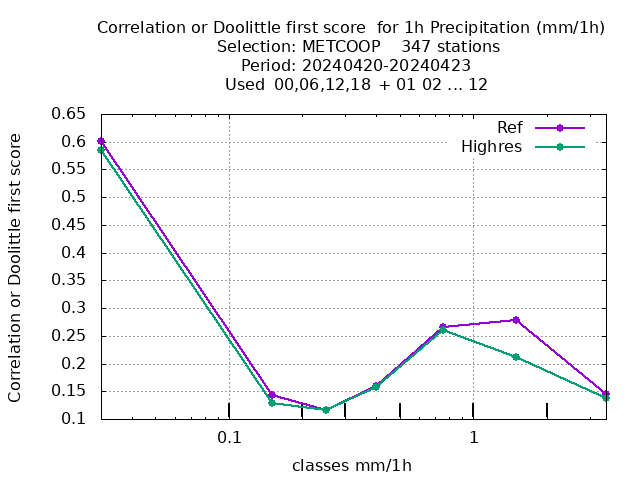 Correlation or Doolittle first score  for 1h Precipitation (mm/1h)
Selection: METCOOP    347 stations
Period: 20240420-20240423
Used  00,06,12,18 + 01 02 ... 12
Ref
Highres
Correlation or Doolittle first score
0.65
0.6
0.55
0.5
0.45
0.4
0.35
0.3
0.25
0.2
0.15
0.1
0.1
1
classes mm/1h